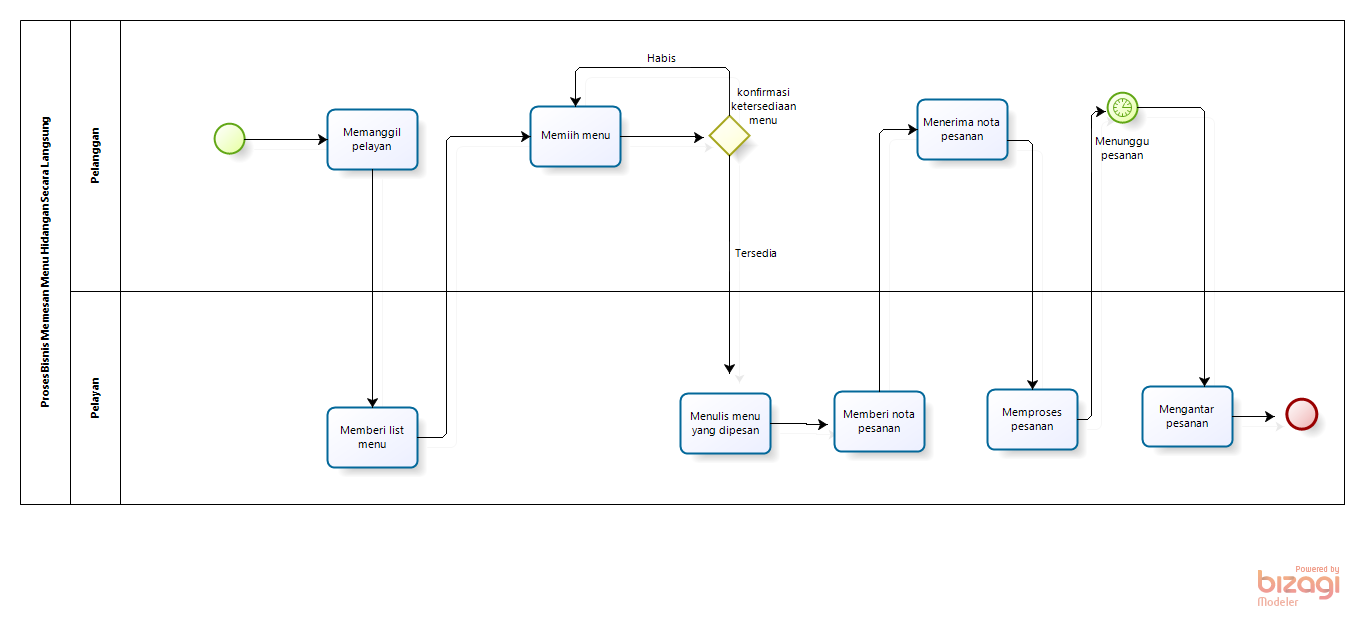 Proses Bisnis Memesan Menu Hidangan Secara Langsung
Pelanggan
Memanggil
pelayan
Memiih menu
Habis
konfirmasi
ketersediaan
menu
Tersedia
Menerima nota
pesanan
Menunggu
pesanan
Pelayan
Memberi list
menu
Menulis menu
yang dipesan
Memberi nota
pesanan
Memproses
pesanan
Mengantar
pesanan
Powered by
bizagi
Modeler